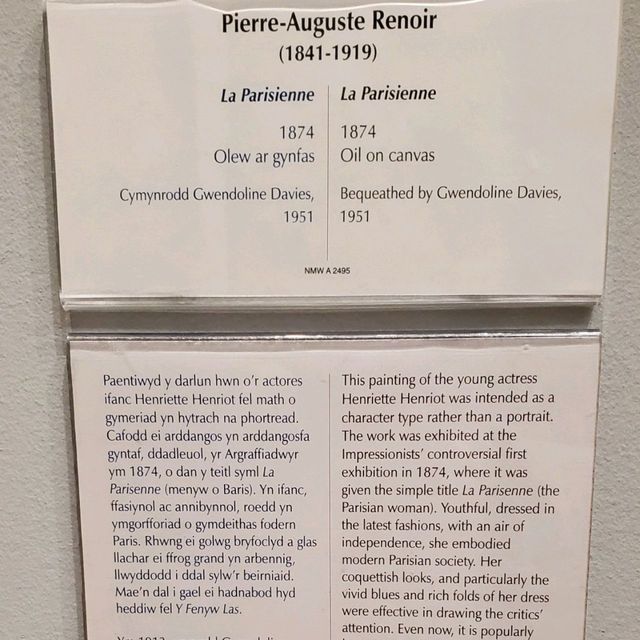 Pierre-Auguste Renoir
(1841-1919)
La Parisienne
1874
Olew ar gynfas
Cymynrodd Gwendoline Davies,
1951
La Parisienne
1874
Oil on canvas
Bequeathed by Gwendoline Davies,
1951
NMW A 2495
Paentiwyd y darlun hwn o'r actores
ifanc Henriette Henriot fel math o
gymeriad yn hytrach na phortread.
Cafodd ei arddangos yn arddangosfa
gyntaf, ddadleuol, yr Argraffiadwyr
ym 1874, o dan y teitl syml La
Parisenne (menyw o Baris). Yn ifanc,
ffasiynol ac annibynnol, roedd yn
ymgorfforiad o gymdeithas fodern
Paris. Rhwng ei golwg bryfoclyd a glas
llachar ei ffrog grand yn arbennig,
llwyddodd i ddal sylw'r beirniaid.
Mae'n dal i gael ei hadnabod hyd
heddiw fel Y Fenyw Las.
This painting of the young actress
Henriette Henriot was intended as a
character type rather than a portrait.
The work was exhibited at the
Impressionists' controversial first
exhibition in 1874, where it was
given the simple title La Parisenne (the
Parisian woman). Youthful, dressed in
the latest fashions, with an air of
independence, she embodied
modern Parisian society. Her
coquettish looks, and particularly the
vivid blues and rich folds of her dress
were effective in drawing the critics'
attention. Even now, it is popularly